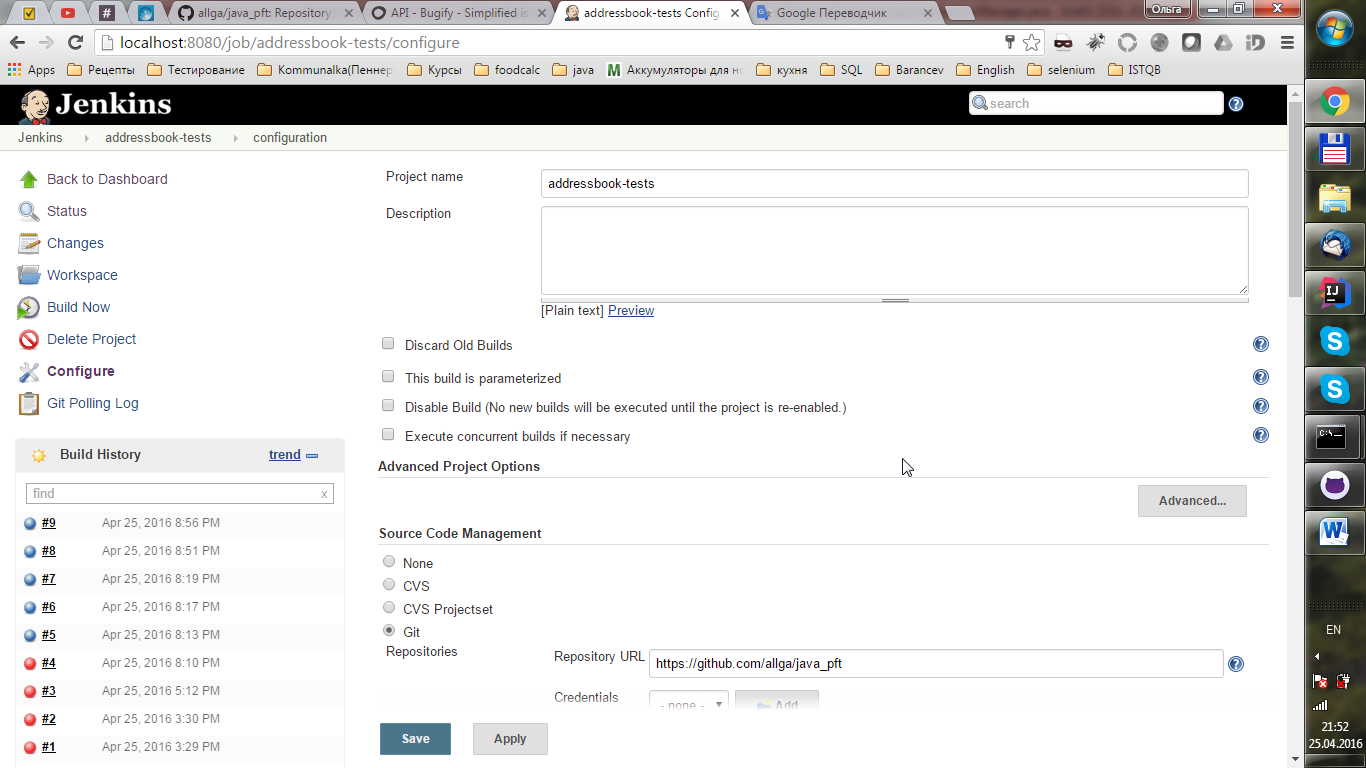 allga/java_pft: Repository
API - Bugify - Simplified is
addressbook-tests Config
Google Переводчик
Ольга
localhost:8080/job/addressbook-tests/configure
Apps
Рецепты
Тестирование
Kommunalka(Пеннер
Курсы
foodcalc
java
Аккумуляторы для но
кухня
SQL
Barancev
English
selenium
ISTQB
Jenkins
search
Jenkins
addressbook-tests
configuration
Back to Dashboard
Status
Changes
Workspace
Build Now
Delete Project
Configure
Git Polling Log
Build History
trend
find
x
#9 Apr 25, 2016 8:56 PM
#8 Apr 25, 2016 8:51 PM
#7 Apr 25, 2016 8:19 PM
#6 Apr 25, 2016 8:17 PM
#5 Apr 25, 2016 8:13 PM
#4 Apr 25, 2016 8:10 PM
#3 Apr 25, 2016 5:12 PM
#2 Apr 25, 2016 3:30 PM
#1 Apr 25, 2016 3:29 PM
Project name
addressbook-tests
Description
[Plain text] Preview
Discard Old Builds
This build is parameterized
Disable Build (No new builds will be executed until the project is re-enabled.)
Execute concurrent builds if necessary
Advanced Project Options
Advanced...
Source Code Management
None
CVS
CVS Projectset
Git
Repositories
Repository URL
https://github.com/allga/java_pft
Credentials
- none -
Add
Save
Apply
EN
21:52
25.04.2016